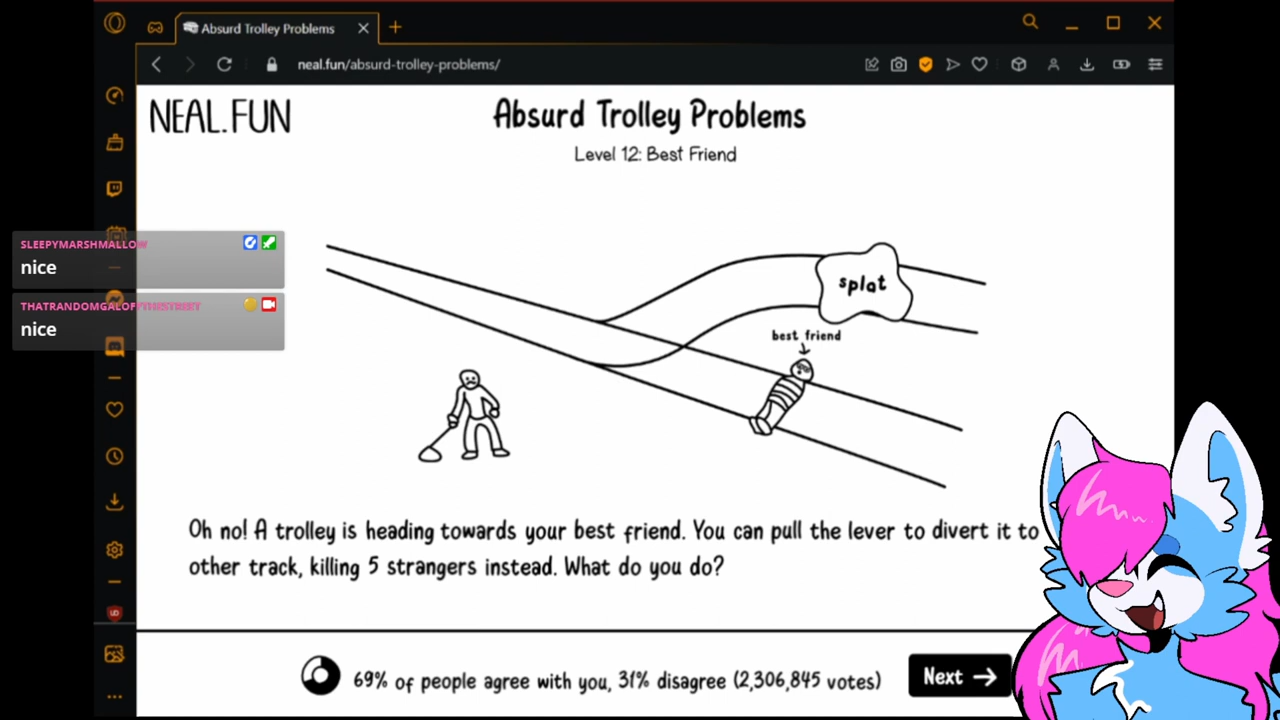 Absurd Trolley Problems
neal.fun/absurd-trolley-problems/
NEAL.FUN
Absurd Trolley Problems
Level 12: Best Friend
SLEEPYMARSHMALLOW
nice
THATRANDOMGALOFFTHESTREET
nice
splat
best friend
Oh no! A trolley is heading towards your best friend. You can pull the lever to divert it to
other track, killing 5 strangers instead. What do you do?
69% of people agree with you, 31% disagree (2,306,845 votes)
Next →